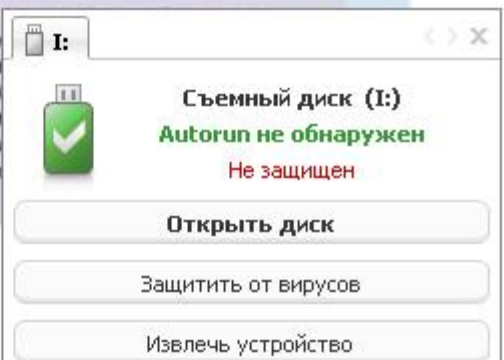 I:
Съемный диск (I:)
Autorun не обнаружен
Не защищен
Открыть диск
Защитить от вирусов
Извлечь устройство